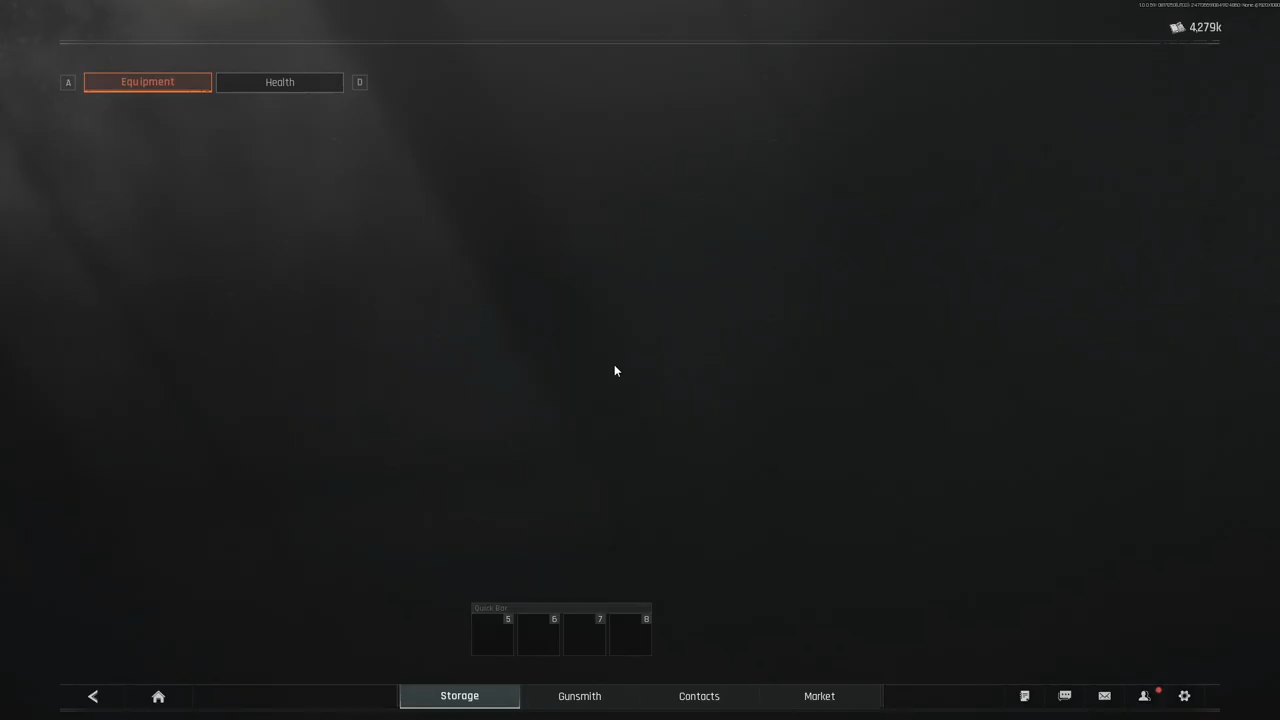 4,279k
A Equipment Health D
Quick Bar
5 6 7 8
Storage Gunsmith Contacts Market